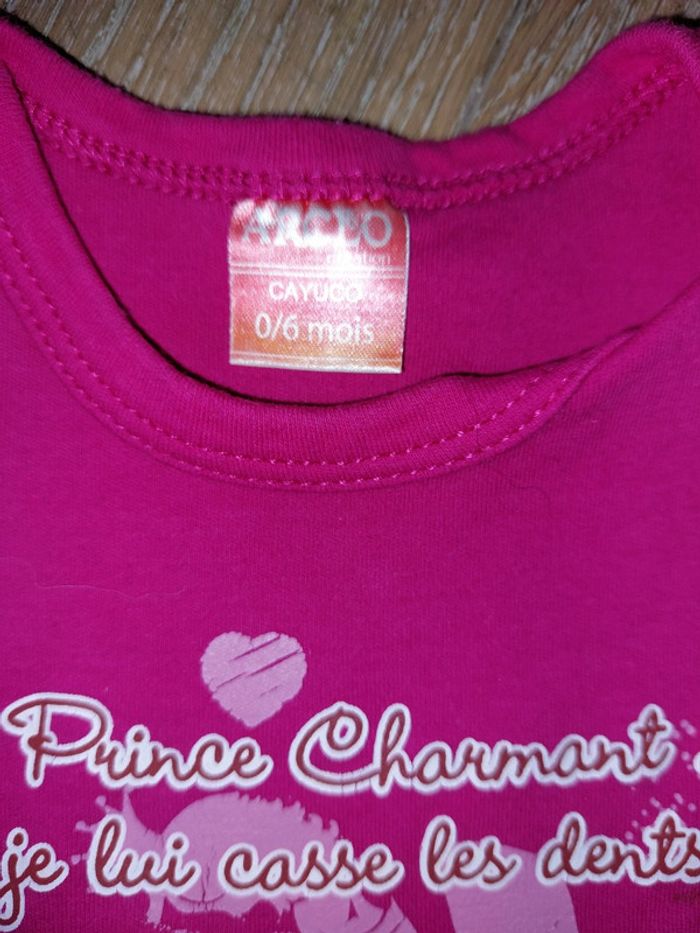 CAYUCO
0/6 mois
Prince Charmant
je lui casse les dents